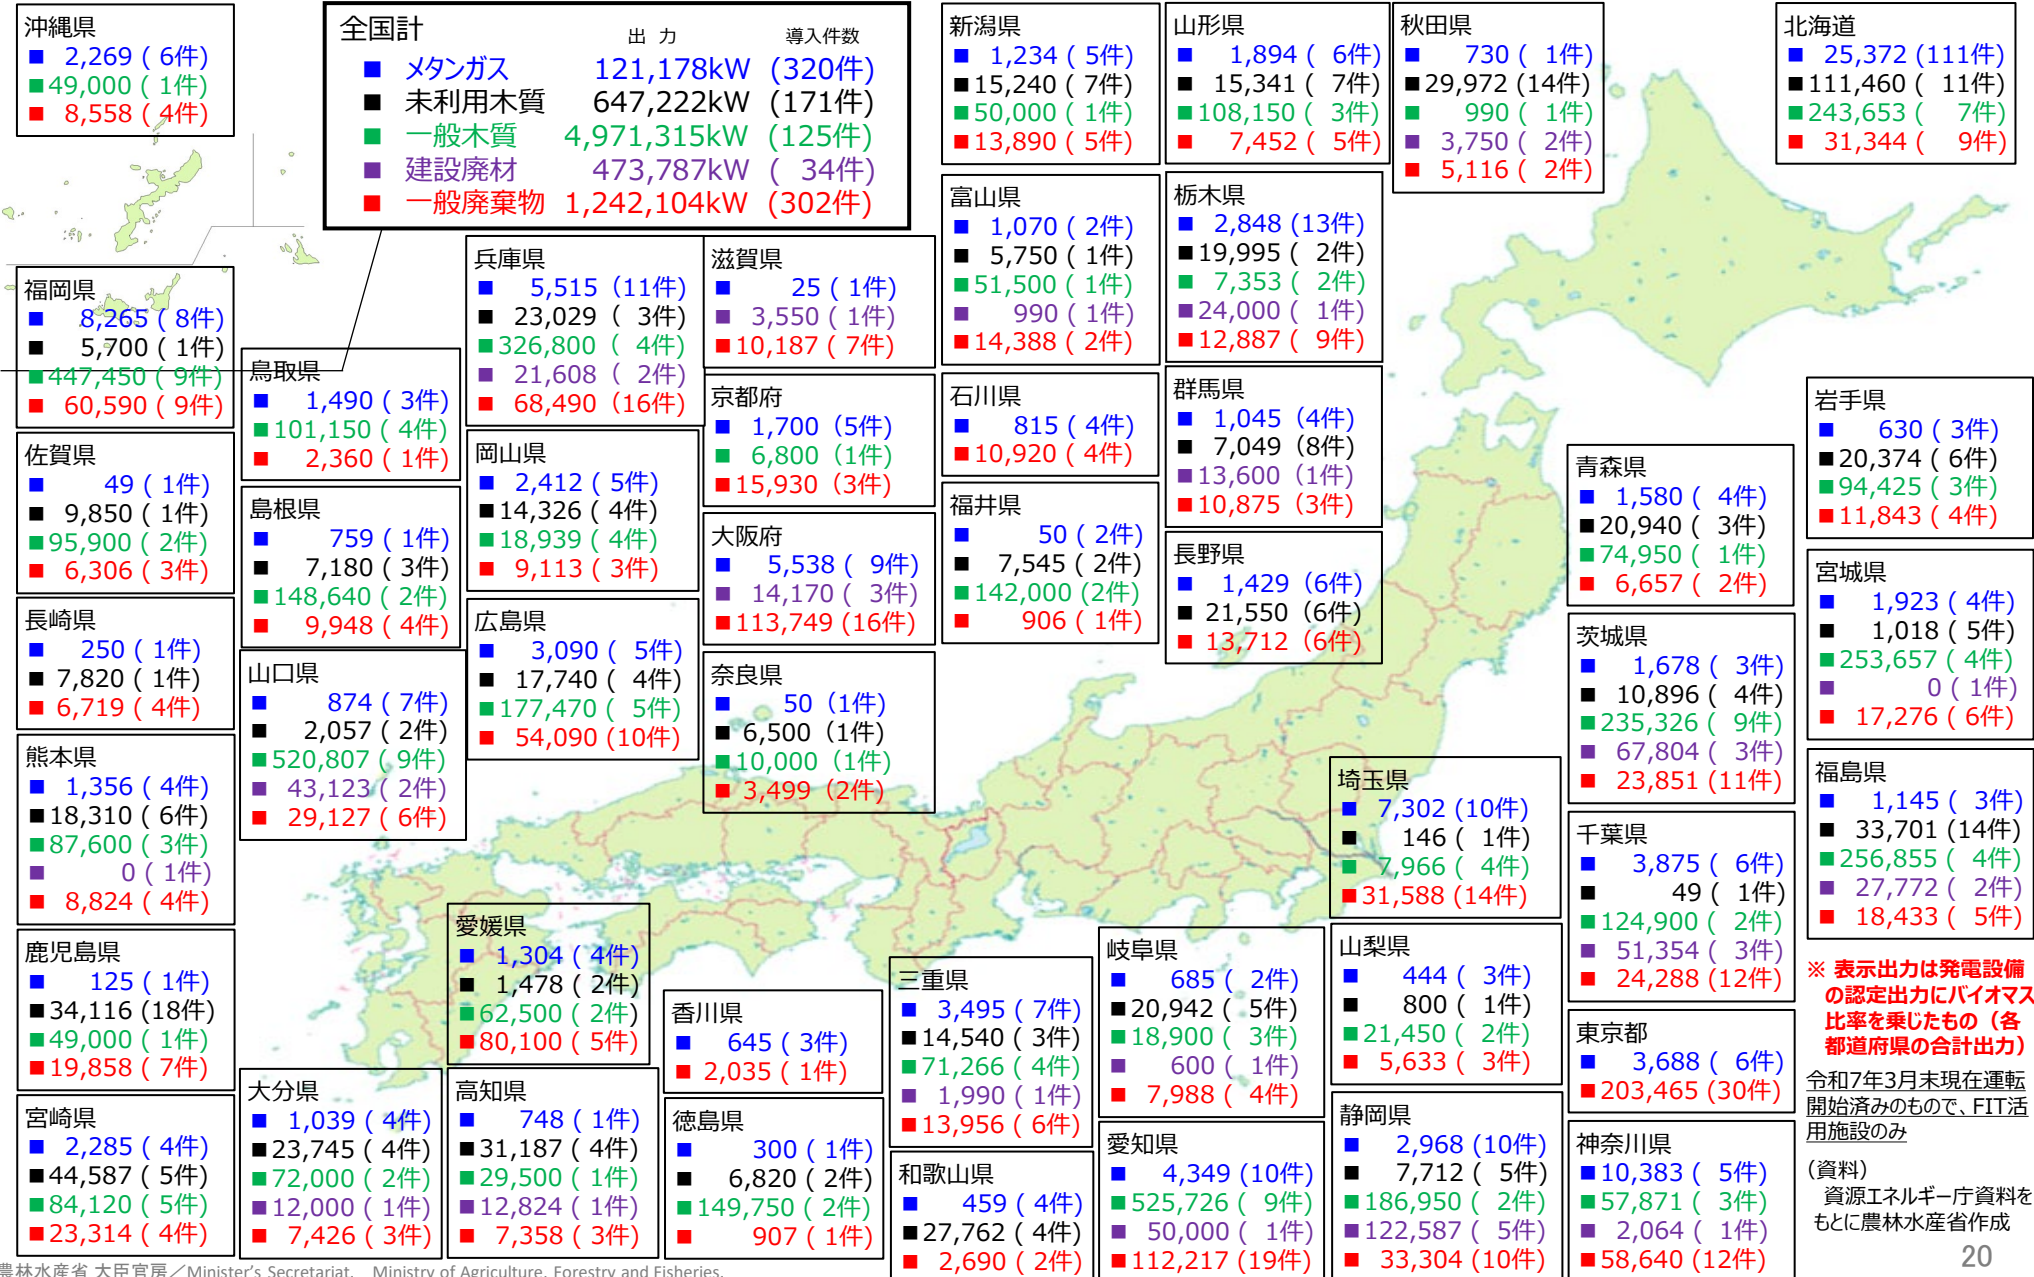 沖縄県
■ 2,269 ( 6件)
■49,000 ( 1件)
■ 8,558 ( 4件)
全国計 出 力 導入件数
■ メタンガス 121,178kW (320件)
■ 未利用木質 647,222kW (171件)
■ 一般木質 4,971,315kW (125件)
■ 建設廃材 473,787kW ( 34件)
■ 一般廃棄物 1,242,104kW (302件)
新潟県
■ 1,234 ( 5件)
■15,240 ( 7件)
■50,000 ( 1件)
■13,890 ( 5件)
山形県
■ 1,894 ( 6件)
■ 15,341 ( 7件)
■108,150 ( 3件)
■ 7,452 ( 5件)
秋田県
■ 730 ( 1件)
■29,972 (14件)
■ 990 ( 1件)
■ 3,750 ( 2件)
■ 5,116 ( 2件)
北海道
■ 25,372 (111件)
■111,460 ( 11件)
■243,653 ( 7件)
■ 31,344 ( 9件)
富山県
■ 1,070 ( 2件)
■ 5,750 ( 1件)
■51,500 ( 1件)
■ 990 ( 1件)
■14,388 ( 2件)
栃木県
■ 2,848 (13件)
■19,995 ( 2件)
■ 7,353 ( 2件)
■24,000 ( 1件)
■12,887 ( 9件)
兵庫県
■ 5,515 (11件)
■ 23,029 ( 3件)
■326,800 ( 4件)
■ 21,608 ( 2件)
■ 68,490 (16件)
滋賀県
■ 25 ( 1件)
■ 3,550 ( 1件)
■10,187 ( 7件)
福岡県
■ 8,265 ( 8件)
■ 5,700 ( 1件)
■447,450 ( 9件)
■ 60,590 ( 9件)
鳥取県
■ 1,490 ( 3件)
■101,150 ( 4件)
■ 2,360 ( 1件)
京都府
■ 1,700 (5件)
■ 6,800 (1件)
■15,930 (3件)
石川県
■ 815 ( 4件)
■10,920 ( 4件)
群馬県
■ 1,045 (4件)
■ 7,049 (8件)
■13,600 (1件)
■10,875 (3件)
岩手県
■ 630 ( 3件)
■20,374 ( 6件)
■94,425 ( 3件)
■11,843 ( 4件)
佐賀県
■ 49 ( 1件)
■ 9,850 ( 1件)
■95,900 ( 2件)
■ 6,306 ( 3件)
島根県
■ 759 ( 1件)
■ 7,180 ( 3件)
■148,640 ( 2件)
■ 9,948 ( 4件)
岡山県
■ 2,412 ( 5件)
■14,326 ( 4件)
■18,939 ( 4件)
■ 9,113 ( 3件)
大阪府
■ 5,538 ( 9件)
■ 14,170 ( 3件)
■113,749 (16件)
福井県
■ 50 ( 2件)
■ 7,545 ( 2件)
■142,000 (2件)
■ 906 ( 1件)
長野県
■ 1,429 (6件)
■ 21,550 (6件)
■ 13,712 (6件)
青森県
■ 1,580 ( 4件)
■20,940 ( 3件)
■74,950 ( 1件)
■ 6,657 ( 2件)
宮城県
■ 1,923 ( 4件)
■ 1,018 ( 5件)
■253,657 ( 4件)
■ 0 ( 1件)
■ 17,276 ( 6件)
長崎県
■ 250 ( 1件)
■ 7,820 ( 1件)
■ 6,719 ( 4件)
山口県
■ 874 ( 7件)
■ 2,057 ( 2件)
■520,807 ( 9件)
■ 43,123 ( 2件)
■ 29,127 ( 6件)
広島県
■ 3,090 ( 5件)
■ 17,740 ( 4件)
■177,470 ( 5件)
■ 54,090 (10件)
奈良県
■ 50 (1件)
■ 6,500 (1件)
■10,000 (1件)
■ 3,499 (2件)
茨城県
■ 1,678 ( 3件)
■ 10,896 ( 4件)
■235,326 ( 9件)
■ 67,804 ( 3件)
■ 23,851 (11件)
熊本県
■ 1,356 ( 4件)
■18,310 ( 6件)
■87,600 ( 3件)
■ 0 ( 1件)
■ 8,824 ( 4件)
埼玉県
■ 7,302 (10件)
■ 146 ( 1件)
■ 7,966 ( 4件)
■31,588 (14件)
福島県
■ 1,145 ( 3件)
■ 33,701 (14件)
■256,855 ( 4件)
■ 27,772 ( 2件)
■ 18,433 ( 5件)
千葉県
■ 3,875 ( 6件)
■ 49 ( 1件)
■124,900 ( 2件)
■ 51,354 ( 3件)
■ 24,288 (12件)
鹿児島県
■ 125 ( 1件)
■34,116 (18件)
■49,000 ( 1件)
■19,858 ( 7件)
愛媛県
■ 1,304 ( 4件)
■ 1,478 ( 2件)
■62,500 ( 2件)
■80,100 ( 5件)
香川県
■ 645 ( 3件)
■ 2,035 ( 1件)
三重県
■ 3,495 ( 7件)
■14,540 ( 3件)
■71,266 ( 4件)
■ 1,990 ( 1件)
■13,956 ( 6件)
岐阜県
■ 685 ( 2件)
■20,942 ( 5件)
■18,900 ( 3件)
■ 600 ( 1件)
■ 7,988 ( 4件)
山梨県
■ 444 ( 3件)
■ 800 ( 1件)
■21,450 ( 2件)
■ 5,633 ( 3件)
東京都
■ 3,688 ( 6件)
■203,465 (30件)
宮崎県
■ 2,285 ( 4件)
■44,587 ( 5件)
■84,120 ( 5件)
■23,314 ( 4件)
大分県
■ 1,039 ( 4件)
■23,745 ( 4件)
■72,000 ( 2件)
■12,000 ( 1件)
■ 7,426 ( 3件)
高知県
■ 748 ( 1件)
■31,187 ( 4件)
■29,500 ( 1件)
■12,824 ( 1件)
■ 7,358 ( 3件)
徳島県
■ 300 ( 1件)
■ 6,820 ( 2件)
■149,750 ( 2件)
■ 907 ( 1件)
和歌山県
■ 459 ( 4件)
■27,762 ( 4件)
■ 2,690 ( 2件)
愛知県
■ 4,349 (10件)
■525,726 ( 9件)
■ 50,000 ( 1件)
■112,217 (19件)
静岡県
■ 2,968 (10件)
■ 7,712 ( 5件)
■186,950 ( 2件)
■122,587 ( 5件)
■ 33,304 (10件)
神奈川県
■10,383 ( 5件)
■57,871 ( 3件)
■ 2,064 ( 1件)
■58,640 (12件)
※ 表示出力は発電設備
の認定出力にバイオマス
比率を乗じたもの（各
都道府県の合計出力）
令和7年3月末現在運転
開始済みのもので、FIT活
用施設のみ
（資料）
資源エネルギー庁資料を
もとに農林水産省作成
20
農林水産省 大臣官房／Minister's Secretariat, Ministry of Agriculture, Forestry and Fisheries.